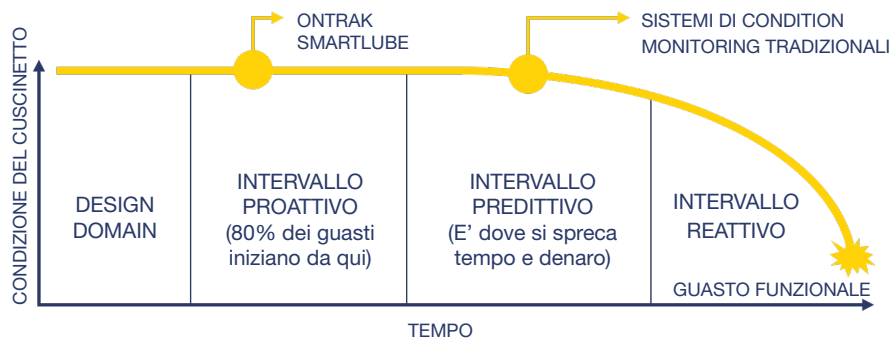 ONTRAK
SMARTLUBE
SISTEMI DI CONDITION
MONITORING TRADIZIONALI
CONDIZIONE DEL CUSCINETTO
DESIGN
DOMAIN
INTERVALLO
PROATTIVO
(80% dei guasti
iniziano da qui)
INTERVALLO
PREDITTIVO
(E' dove si spreca
tempo e denaro)
INTERVALLO
REATTIVO
GUASTO FUNZIONALE
TEMPO